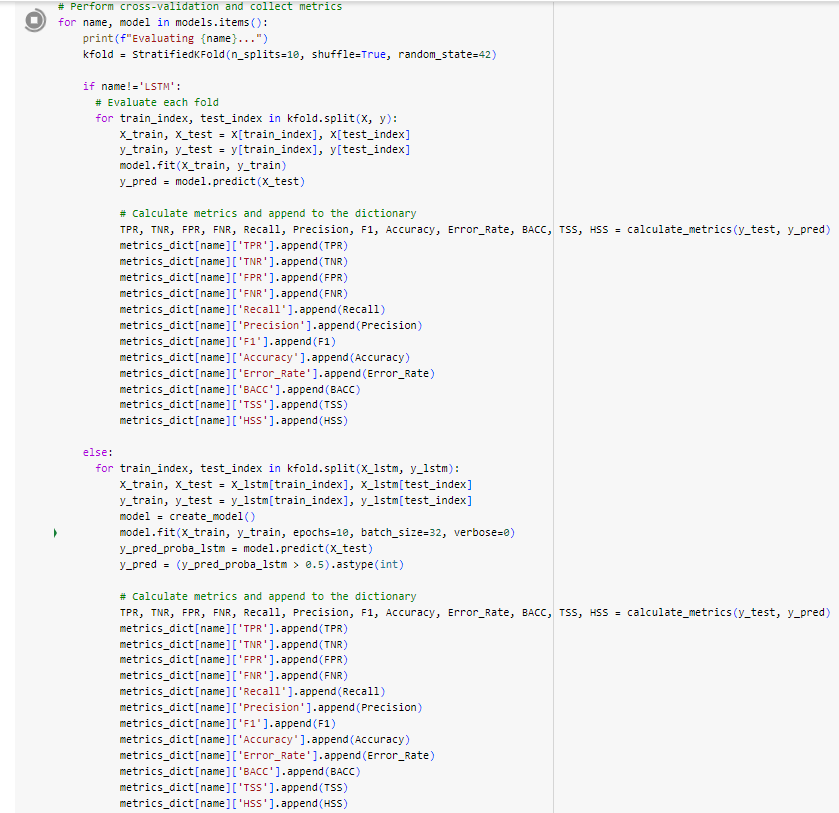 # Perform cross-validation and collect metrics
for name, model in models.items():
print(f"Evaluating {name}...")
kfold = StratifiedKFold(n_splits=10, shuffle=True, random_state=42)
if name!='LSTM':
# Evaluate each fold
for train_index, test_index in kfold.split(X, y):
X_train, X_test = X[train_index], X[test_index]
y_train, y_test = y[train_index], y[test_index]
model.fit(X_train, y_train)
y_pred = model.predict(X_test)
# Calculate metrics and append to the dictionary
TPR, TNR, FPR, FNR, Recall, Precision, F1, Accuracy, Error_Rate, BACC, TSS, HSS = calculate_metrics(y_test, y_pred)
metrics_dict[name]['TPR'].append(TPR)
metrics_dict[name]['TNR'].append(TNR)
metrics_dict[name]['FPR'].append(FPR)
metrics_dict[name]['FNR'].append(FNR)
metrics_dict[name]['Recall'].append(Recall)
metrics_dict[name]['Precision'].append(Precision)
metrics_dict[name]['F1'].append(F1)
metrics_dict[name]['Accuracy'].append(Accuracy)
metrics_dict[name]['Error_Rate'].append(Error_Rate)
metrics_dict[name]['BACC'].append(BACC)
metrics_dict[name]['TSS'].append(TSS)
metrics_dict[name]['HSS'].append(HSS)
else:
for train_index, test_index in kfold.split(X_lstm, y_lstm):
X_train, X_test = X_lstm[train_index], X_lstm[test_index]
y_train, y_test = y_lstm[train_index], y_lstm[test_index]
model = create_model()
model.fit(X_train, y_train, epochs=10, batch_size=32, verbose=0)
y_pred_proba_lstm = model.predict(X_test)
y_pred = (y_pred_proba_lstm > 0.5).astype(int)
# Calculate metrics and append to the dictionary
TPR, TNR, FPR, FNR, Recall, Precision, F1, Accuracy, Error_Rate, BACC, TSS, HSS = calculate_metrics(y_test, y_pred)
metrics_dict[name]['TPR'].append(TPR)
metrics_dict[name]['TNR'].append(TNR)
metrics_dict[name]['FPR'].append(FPR)
metrics_dict[name]['FNR'].append(FNR)
metrics_dict[name]['Recall'].append(Recall)
metrics_dict[name]['Precision'].append(Precision)
metrics_dict[name]['F1'].append(F1)
metrics_dict[name]['Accuracy'].append(Accuracy)
metrics_dict[name]['Error_Rate'].append(Error_Rate)
metrics_dict[name]['BACC'].append(BACC)
metrics_dict[name]['TSS'].append(TSS)
metrics_dict[name]['HSS'].append(HSS)